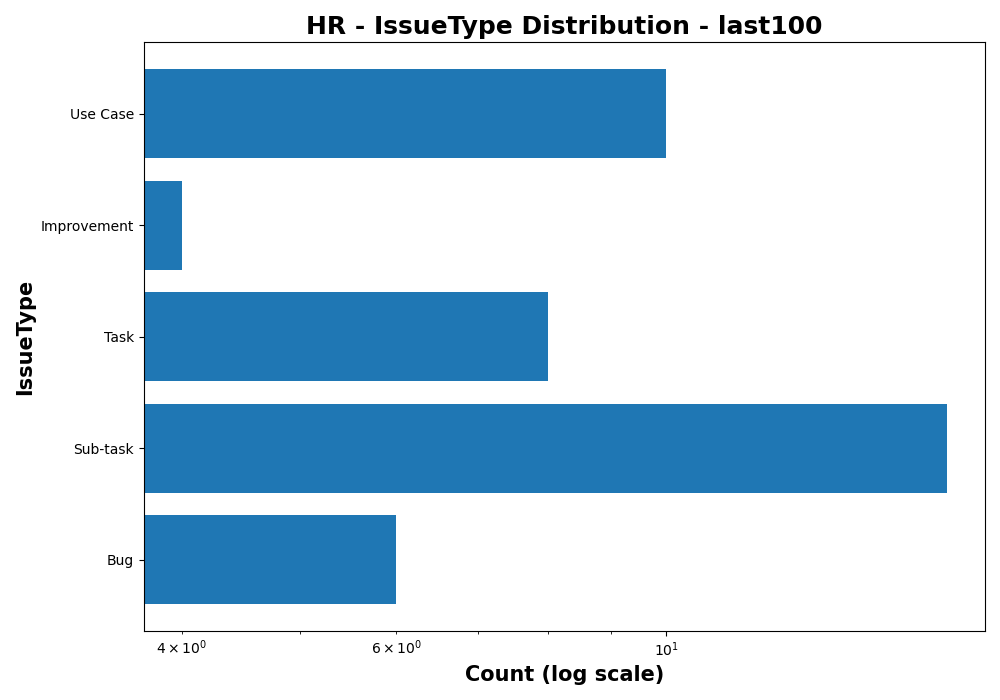 HR - IssueType Distribution - last100
Use Case
Improvement
Task
Sub-task
Bug
IssueType
4 × 10⁰
6 × 10⁰
10¹
Count (log scale)